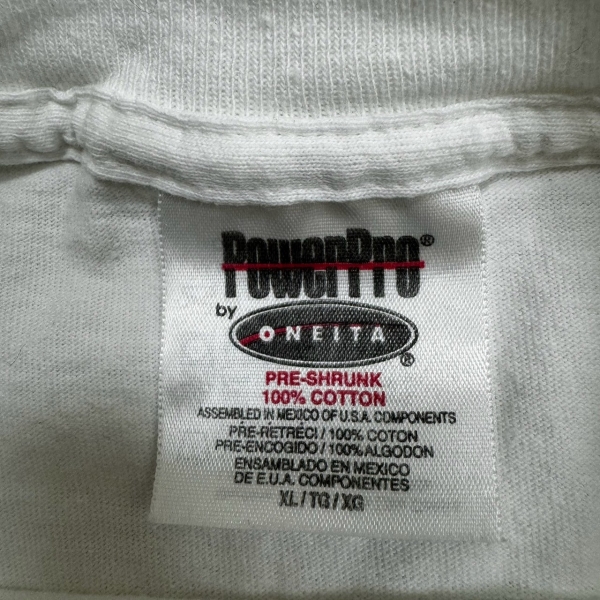 PowerPro®
by
ONEITA®
PRE-SHRUNK
100% COTTON
ASSEMBLED IN MEXICO OF U.S.A. COMPONENTS
PRE-RETRÉCI / 100% COTON
PRE-ENCOGIDO / 100% ALGODON
ENSAMBLADO EN MEXICO
DE E.U.A. COMPONENTES
XL / TG / XG